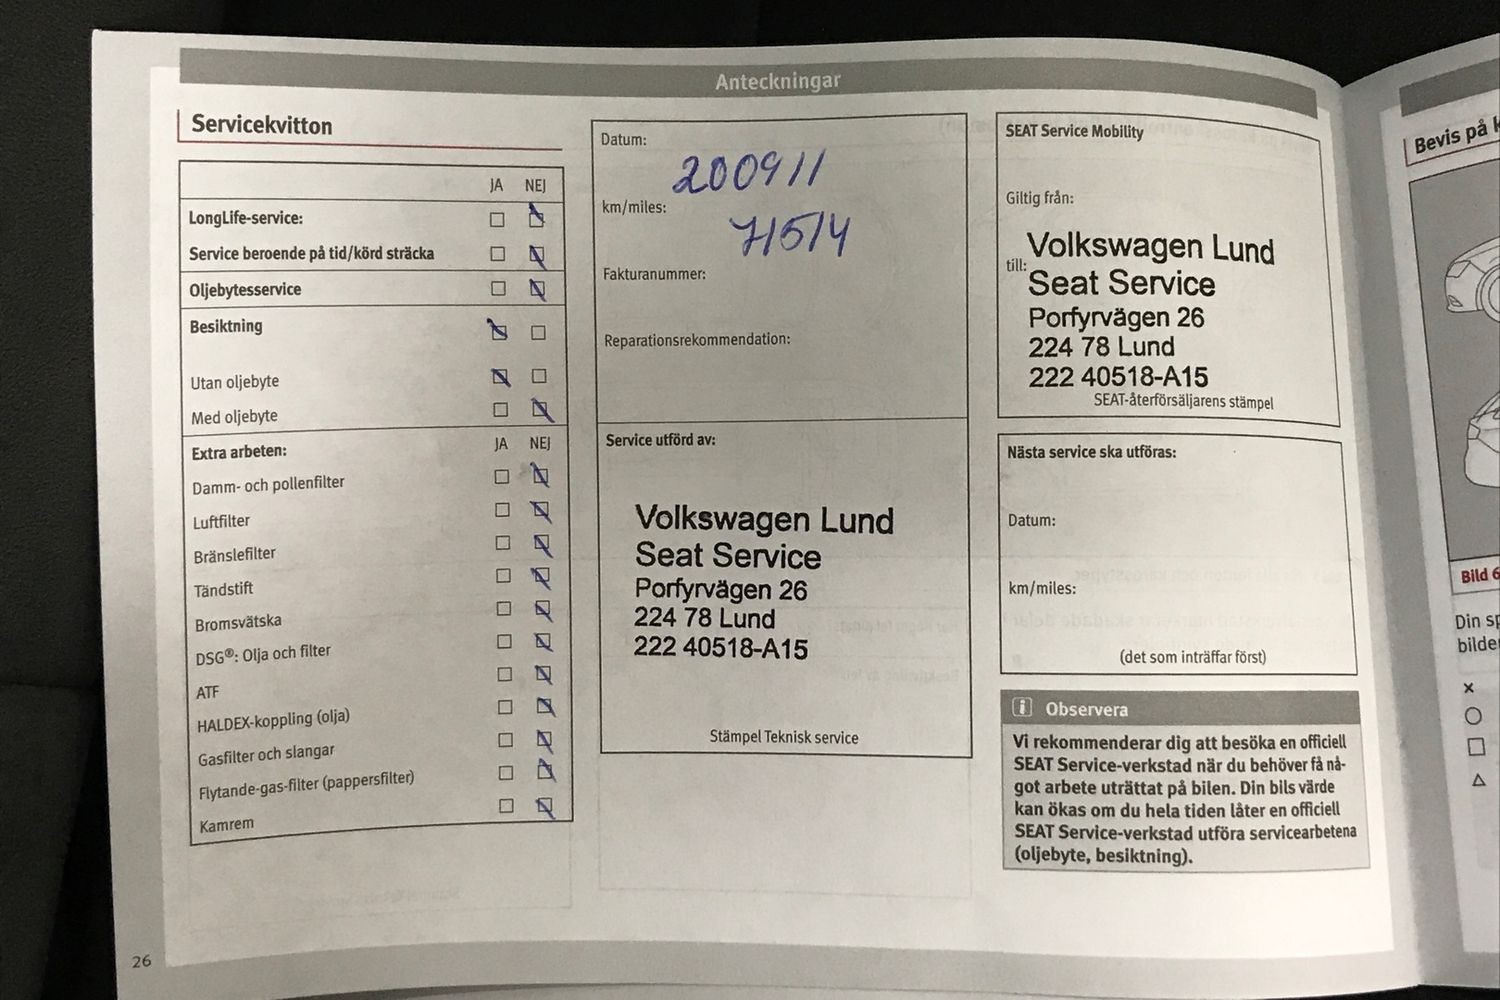 Anteckningar
Servicekvitton
JA NEJ
LongLife-service:
Service beroende på tid/körd sträcka
Oljebytesservice
Besiktning
Utan oljebyte
Med oljebyte
Extra arbeten: JA NEJ
Damm- och pollenfilter
Luftfilter
Bränslefilter
Tändstift
Bromsvätska
DSG®: Olja och filter
ATF
HALDEX-koppling (olja)
Gasfilter och slangar
Flytande-gas-filter (pappersfilter)
Kamrem
26
Datum:
200911
km/miles:
71514
Fakturanummer:
Reparationsrekommendation:
Service utförd av:
Volkswagen Lund
Seat Service
Porfyrvägen 26
224 78 Lund
222 40518-A15
Stämpel Teknisk service
SEAT Service Mobility
Giltig från:
Volkswagen Lund
till:
Seat Service
Porfyrvägen 26
224 78 Lund
222 40518-A15
SEAT-återförsäljarens stämpel
Nästa service ska utföras:
Datum:
km/miles:
(det som inträffar först)
i Observera
Vi rekommenderar dig att besöka en officiell
SEAT Service-verkstad när du behöver få nå-
got arbete uträttat på bilen. Din bils värde
kan ökas om du hela tiden låter en officiell
SEAT Service-verkstad utföra servicearbetena
(oljebyte, besiktning).
Bevis på
Bild 6
Din